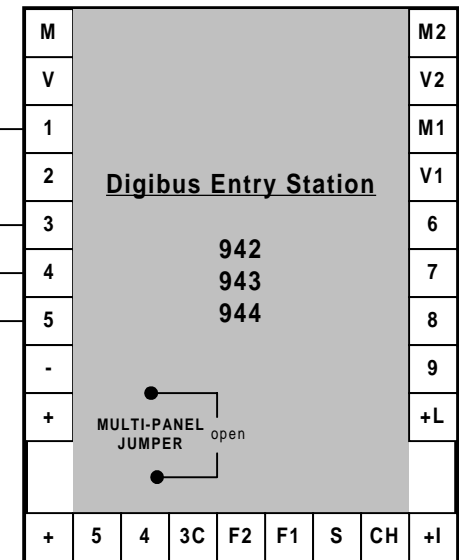 M M2
V V2
1 M1
2 Digibus Entry Station V1
3 6
942
4 943 7
5 944 8
- 9
+ MULTI-PANEL open +L
JUMPER
+ 5 4 3C F2 F1 S CH +I